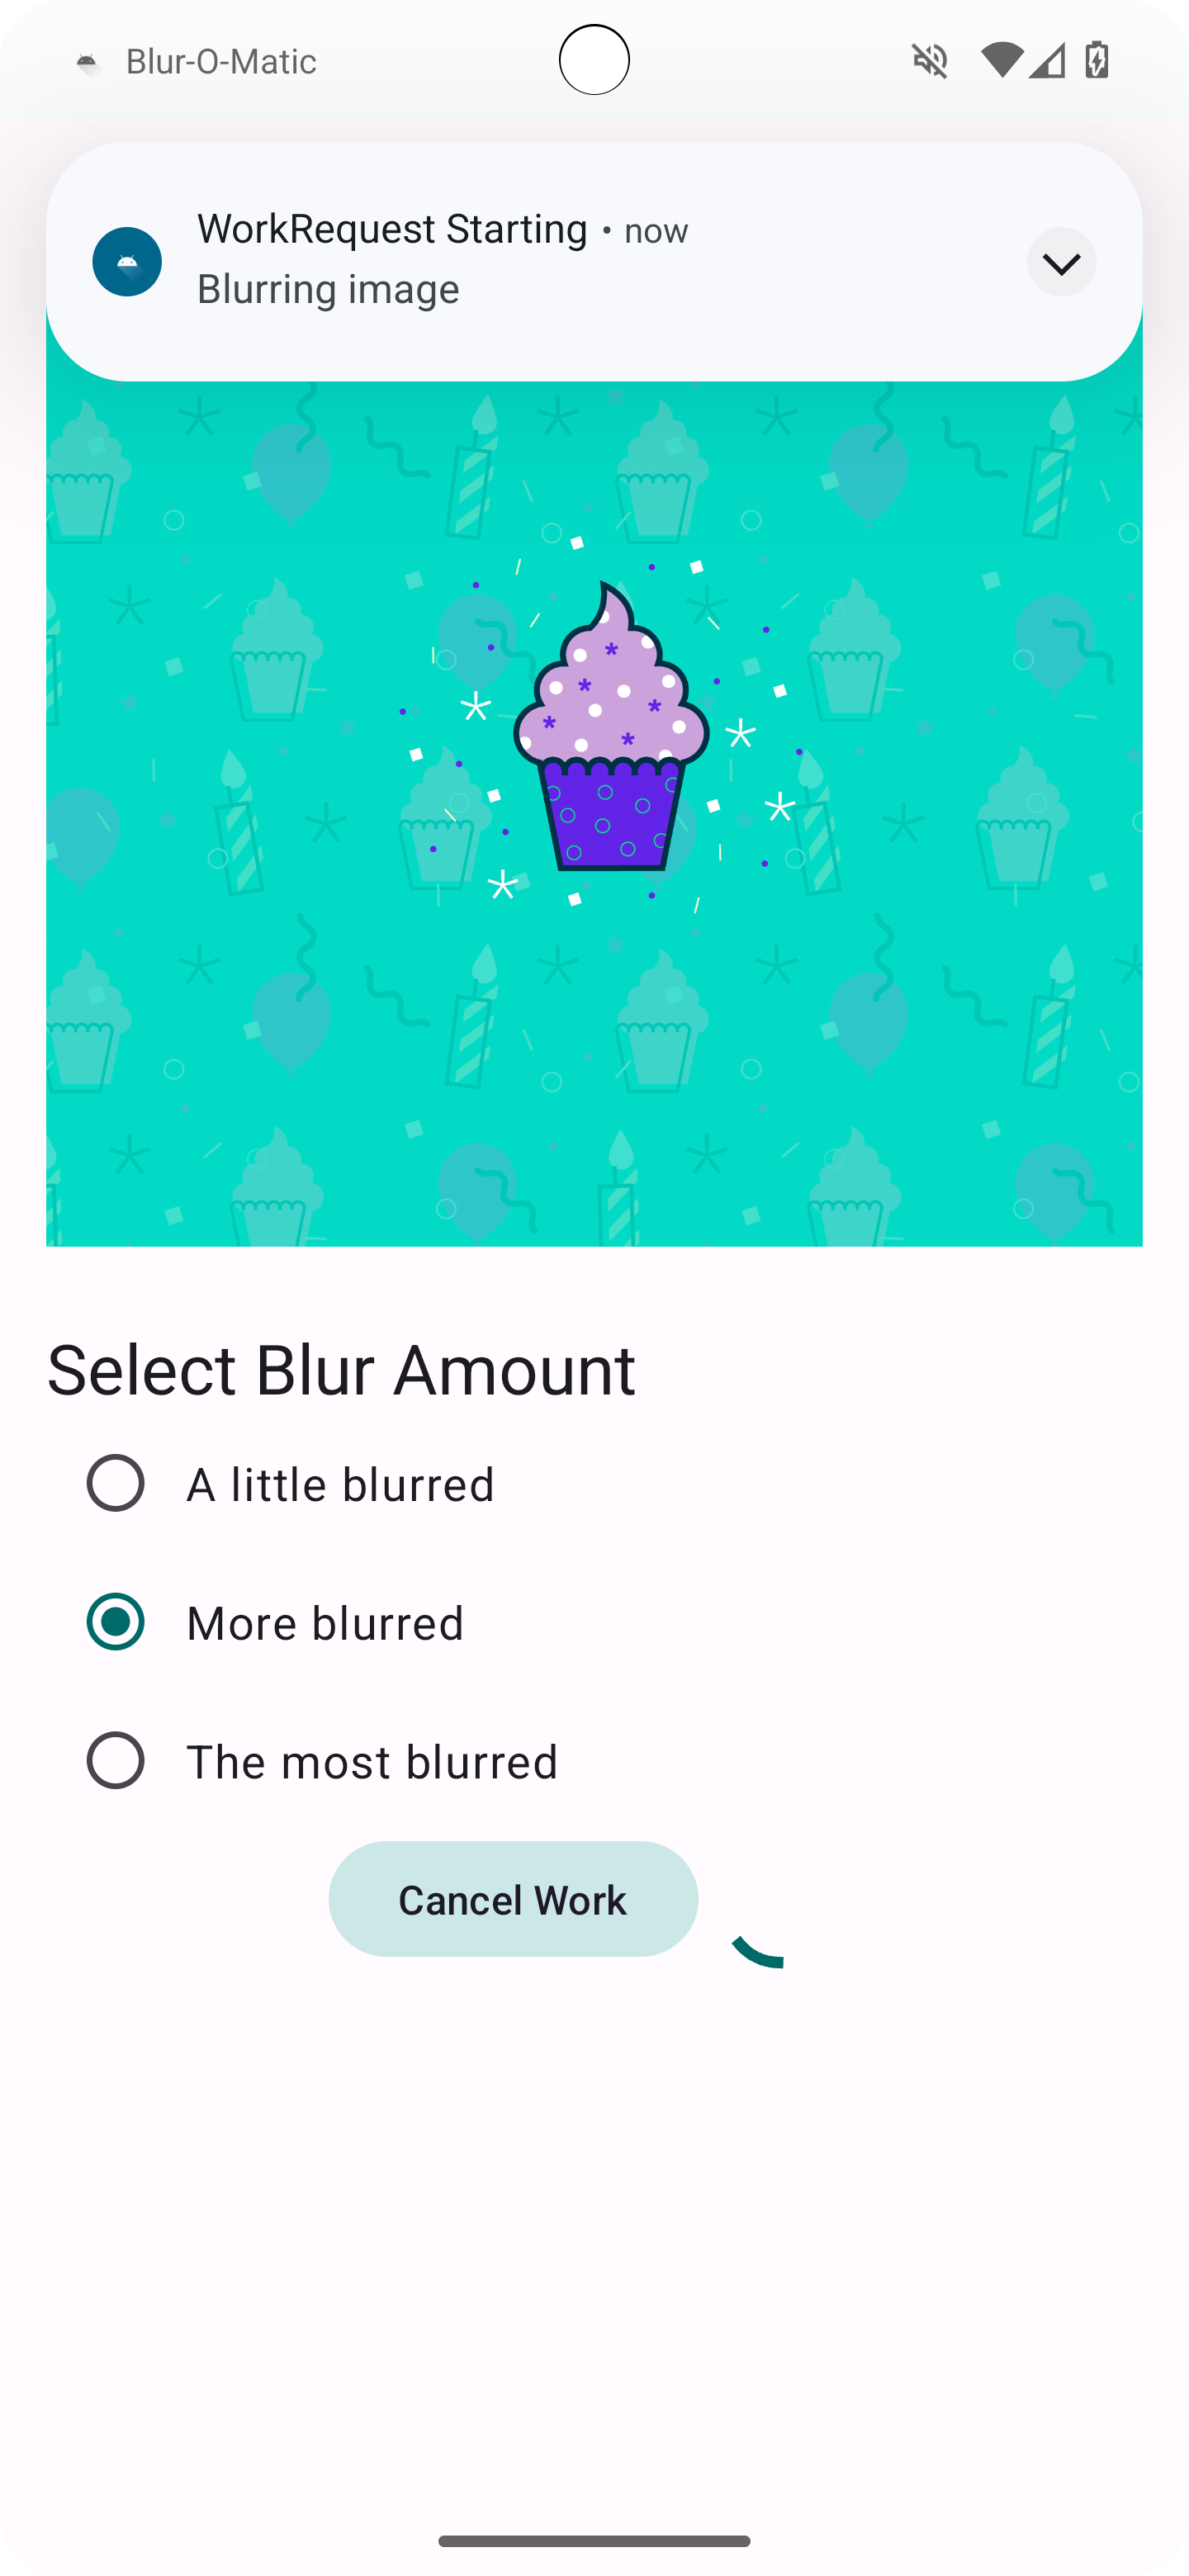 Blur-O-Matic
WorkRequest Starting • now
Blurring image
Select Blur Amount
A little blurred
More blurred
The most blurred
Cancel Work